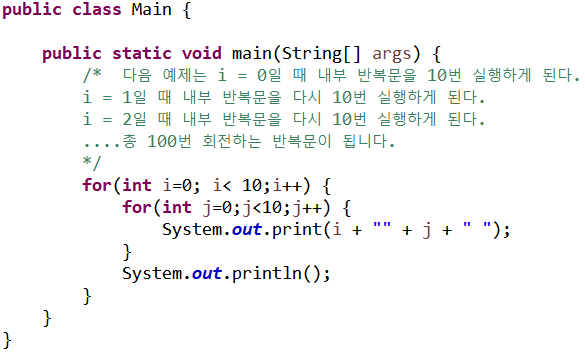 public class Main {
public static void main(String[] args) {
/* 다음 예제는 i = 0일 때 내부 반복문을 10번 실행하게 된다.
i = 1일 때 내부 반복문을 다시 10번 실행하게 된다.
i = 2일 때 내부 반복문을 다시 10번 실행하게 된다.
....총 100번 회전하는 반복문이 됩니다.
*/
for(int i=0; i< 10;i++) {
for(int j=0;j<10;j++) {
System.out.print(i + "" + j + " ");
}
System.out.println();
}
}
}